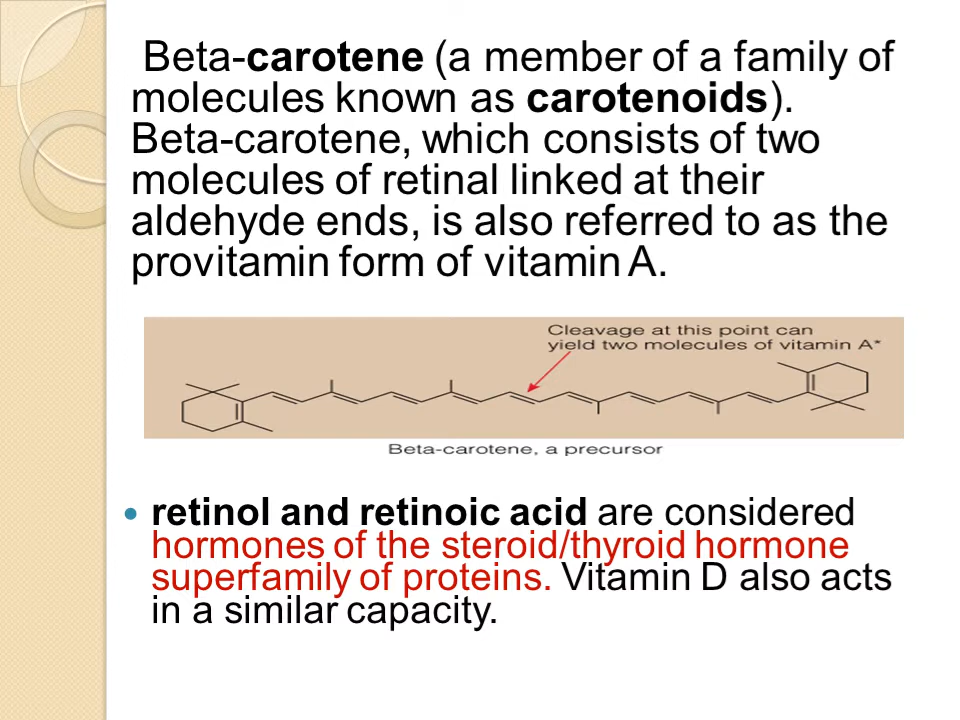 Beta-carotene (a member of a family of
molecules known as carotenoids).
Beta-carotene, which consists of two
molecules of retinal linked at their
aldehyde ends, is also referred to as the
provitamin form of vitamin A.
Cleavage at this point can
yield two molecules of vitamin A*
Beta-carotene, a precursor
• retinol and retinoic acid are considered
hormones of the steroid/thyroid hormone
superfamily of proteins. Vitamin D also acts
in a similar capacity.